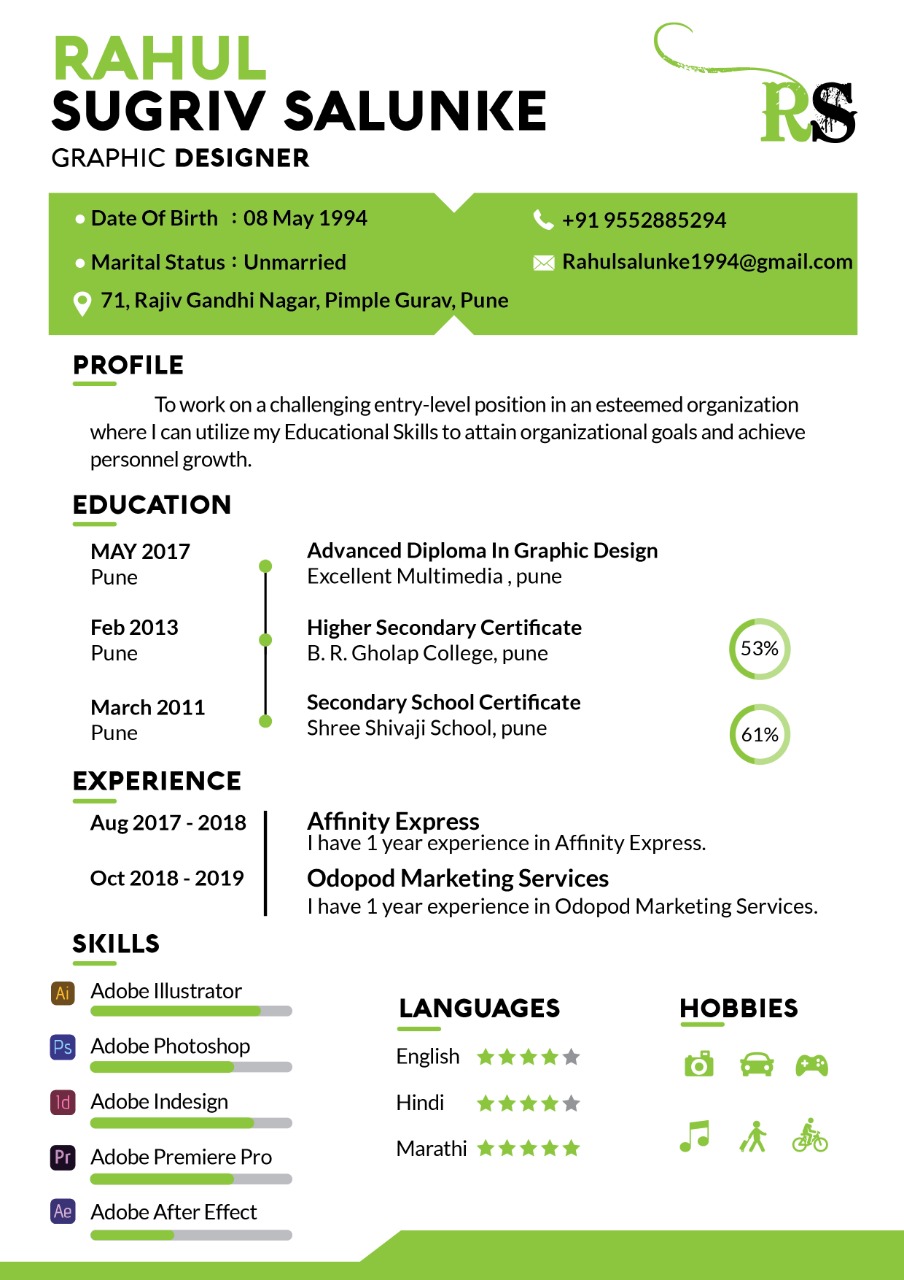 RAHUL
SUGRIV SALUNKE
GRAPHIC DESIGNER
RS
Date Of Birth : 08 May 1994
Marital Status : Unmarried
71, Rajiv Gandhi Nagar, Pimple Gurav, Pune
+91 9552885294
Rahulsalunke1994@gmail.com
PROFILE
To work on a challenging entry-level position in an esteemed organization
where I can utilize my Educational Skills to attain organizational goals and achieve
personnel growth.
EDUCATION
MAY 2017
Pune
Advanced Diploma In Graphic Design
Excellent Multimedia , pune
Feb 2013
Pune
Higher Secondary Certificate
B. R. Gholap College, pune
53%
March 2011
Pune
Secondary School Certificate
Shree Shivaji School, pune
61%
EXPERIENCE
Aug 2017 - 2018
Affinity Express
I have 1 year experience in Affinity Express.
Oct 2018 - 2019
Odopod Marketing Services
I have 1 year experience in Odopod Marketing Services.
SKILLS
Ai Adobe Illustrator
Ps Adobe Photoshop
Id Adobe Indesign
Pr Adobe Premiere Pro
Ae Adobe After Effect
LANGUAGES
English
Hindi
Marathi
HOBBIES